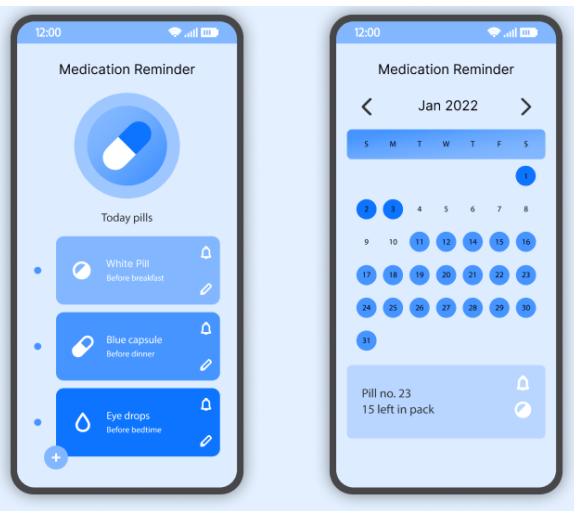 12:00
Medication Reminder
Today pills
White Pill
Before breakfast
Blue capsule
Before dinner
Eye drops
Before bedtime
+
12:00
Medication Reminder
Jan 2022
S M T W T F S
1
2 3 4 5 6 7 8
9 10 11 12 14 15 16
17 18 19 20 21 22 23
24 25 26 27 28 29 30
31
Pill no. 23
15 left in pack